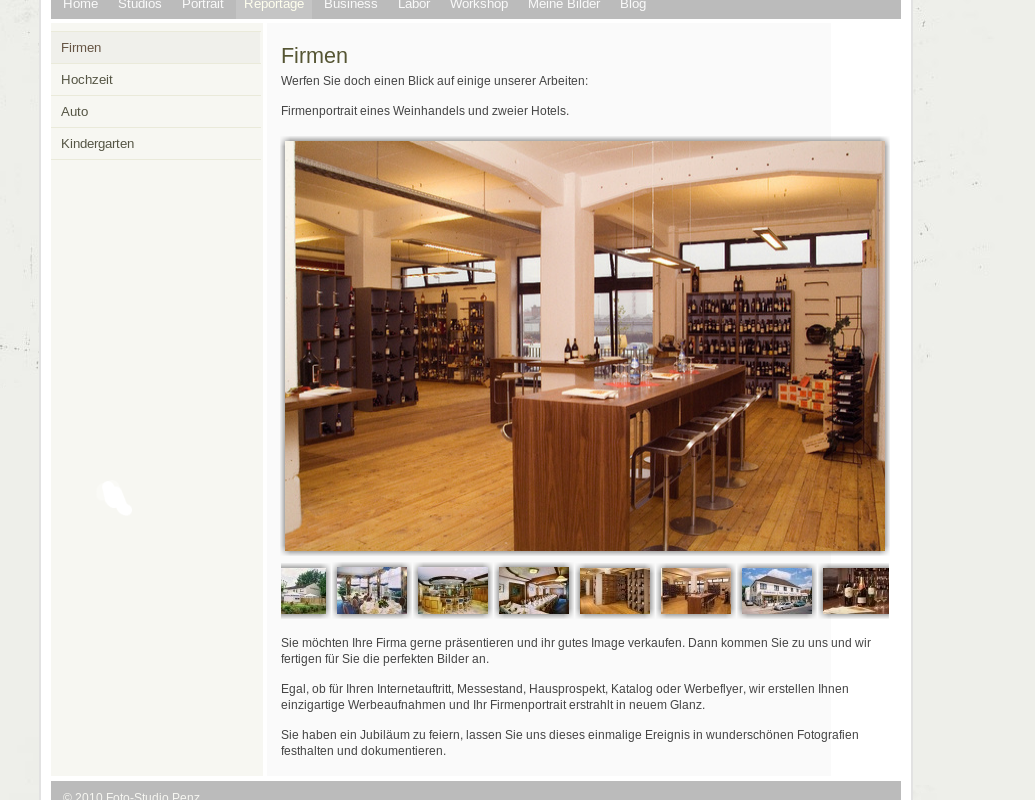 Home Studios Portrait Reportage Business Labor Workshop Meine Bilder Blog
Firmen
Hochzeit
Auto
Kindergarten
Firmen
Werfen Sie doch einen Blick auf einige unserer Arbeiten:
Firmenportrait eines Weinhandels und zweier Hotels.
Sie möchten Ihre Firma gerne präsentieren und ihr gutes Image verkaufen. Dann kommen Sie zu uns und wir
fertigen für Sie die perfekten Bilder an.
Egal, ob für Ihren Internetauftritt, Messestand, Hausprospekt, Katalog oder Werbeflyer, wir erstellen Ihnen
einzigartige Werbeaufnahmen und Ihr Firmenportrait erstrahlt in neuem Glanz.
Sie haben ein Jubiläum zu feiern, lassen Sie uns dieses einmalige Ereignis in wunderschönen Fotografien
festhalten und dokumentieren.
© 2010 Foto-Studio Penz